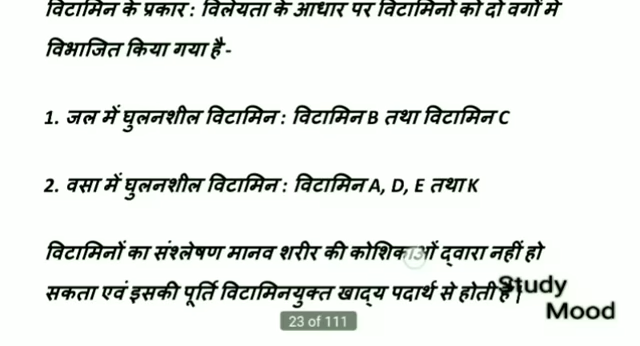 विटामिन के प्रकार : विलेयता के आधार पर विटामिनों को दो वर्गों में
विभाजित किया गया है -
1. जल में घुलनशील विटामिन : विटामिन B तथा विटामिन C
2. वसा में घुलनशील विटामिन : विटामिन A, D, E तथा K
विटामिनों का संश्लेषण मानव शरीर की कोशिकाओं द्वारा नहीं हो
सकता एवं इसकी पूर्ति विटामिनयुक्त खाद्य पदार्थ से होती है |
Study
Mood
23 of 111